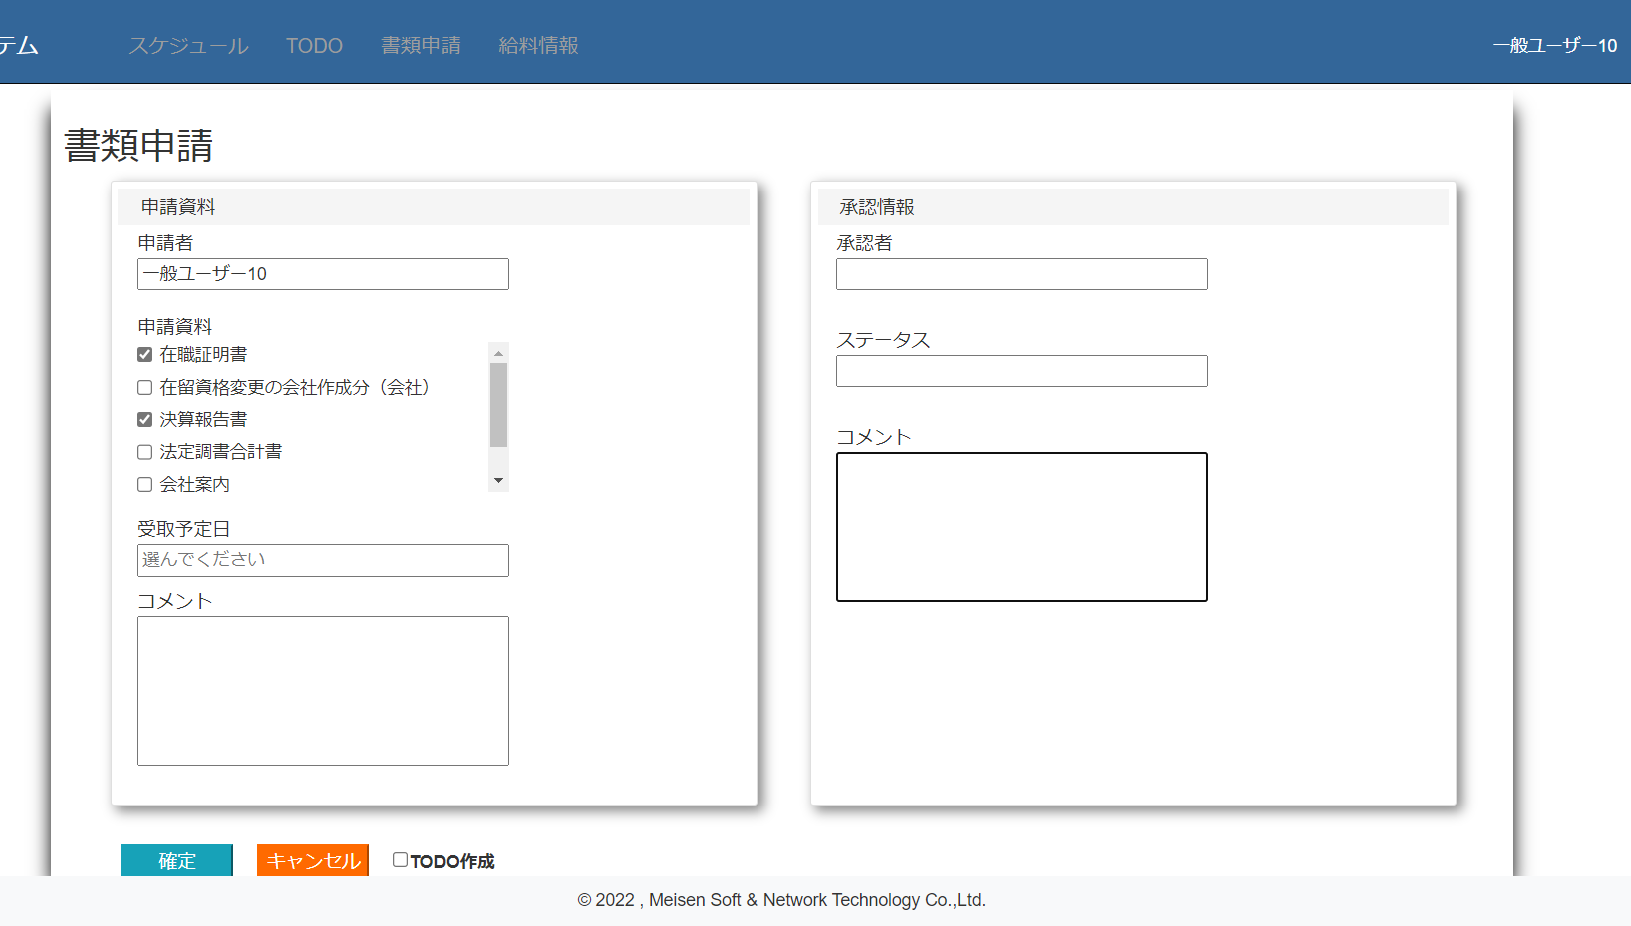 テム スケジュール TODO 書類申請 給料情報 一般ユーザー10
書類申請
申請資料
申請者
一般ユーザー10
申請資料
在職証明書
在留資格変更の会社作成分（会社）
決算報告書
法定調書合計書
会社案内
受取予定日
選んでください
コメント
承認情報
承認者
ステータス
コメント
確定 キャンセル TODO作成
© 2022 , Meisen Soft & Network Technology Co.,Ltd.